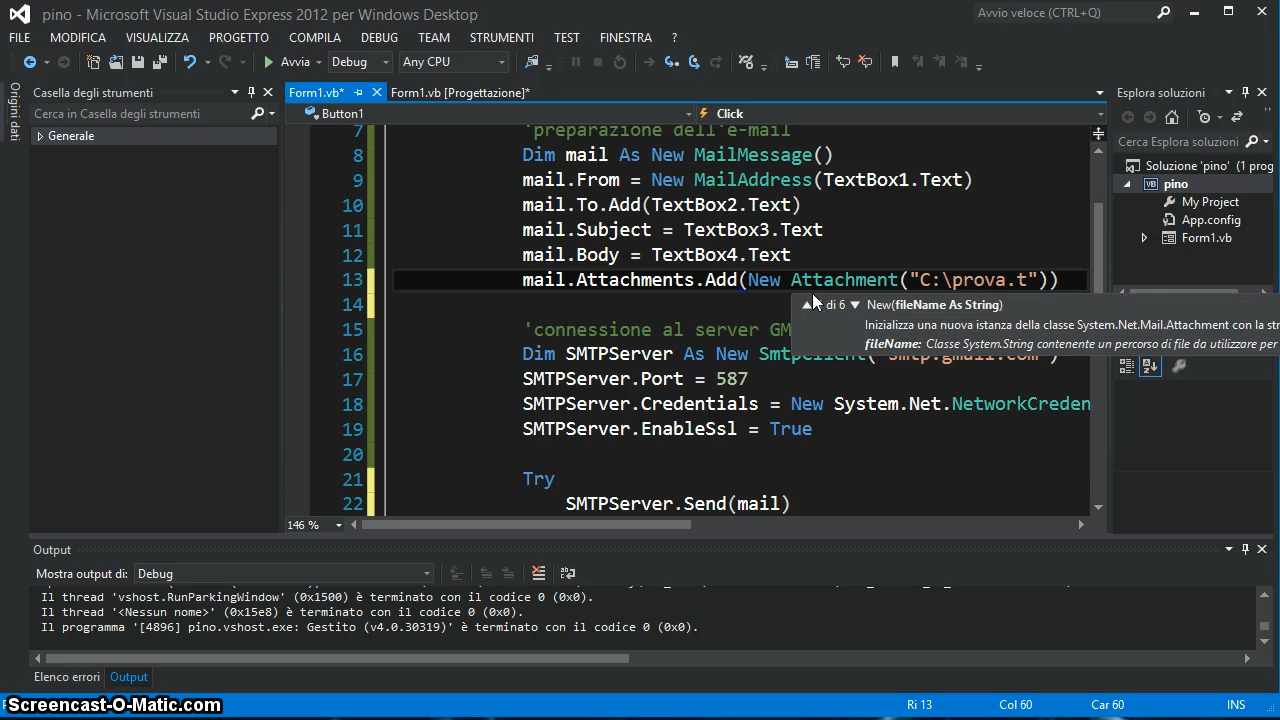 pino - Microsoft Visual Studio Express 2012 per Windows Desktop
Avvio veloce (CTRL+Q)
FILE MODIFICA VISUALIZZA PROGETTO COMPILA DEBUG TEAM STRUMENTI TEST FINESTRA ?
Avvia Debug Any CPU
Origini dati
Casella degli strumenti
Cerca in Casella degli strumenti
Generale
Form1.vb* Form1.vb [Progettazione]*
Button1 Click
7 'preparazione dell'e-mail
8 Dim mail As New MailMessage()
9 mail.From = New MailAddress(TextBox1.Text)
10 mail.To.Add(TextBox2.Text)
11 mail.Subject = TextBox3.Text
12 mail.Body = TextBox4.Text
13 mail.Attachments.Add(New Attachment("C:\prova.t"))
14
di 6 New(fileName As String)
Inizializza una nuova istanza della classe System.Net.Mail.Attachment con la str
fileName: Classe System.String contenente un percorso di file da utilizzare per
15 'connessione al server GM
16 Dim SMTPServer As New SmtpClient("smtp.gmail.com")
17 SMTPServer.Port = 587
18 SMTPServer.Credentials = New System.Net.NetworkCreden
19 SMTPServer.EnableSsl = True
20
21 Try
22 SMTPServer.Send(mail)
146 %
Esplora soluzioni
Cerca Esplora soluzioni
Soluzione 'pino' (1 prog
VB pino
My Project
App.config
Form1.vb
Output
Mostra output di: Debug
Il thread 'vshost.RunParkingWindow' (0x1500) è terminato con il codice 0 (0x0).
Il thread '<Nessun nome>' (0x15e8) è terminato con il codice 0 (0x0).
Il programma '[4896] pino.vshost.exe: Gestito (v4.0.30319)' è terminato con il codice 0 (0x0).
Elenco errori Output
Screencast-O-Matic.com
Ri 13 Col 60 Car 60 INS